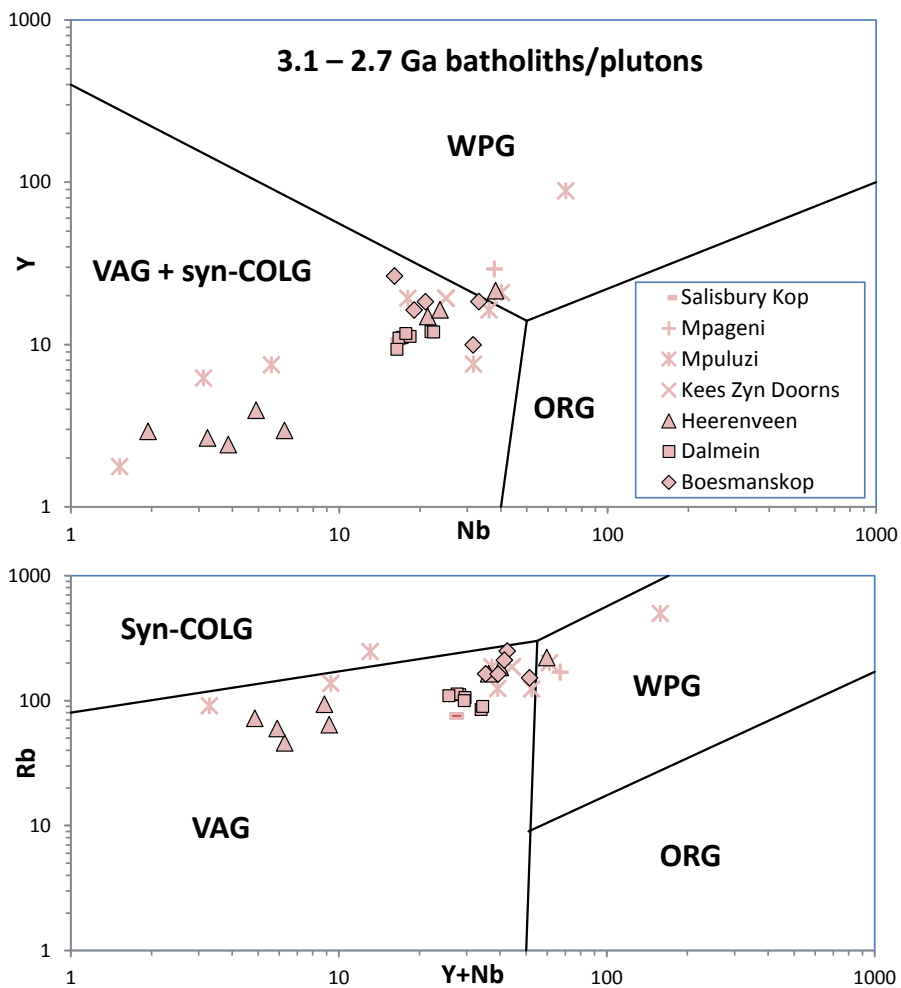 1000
3.1 – 2.7 Ga batholiths/plutons
WPG
100
VAG + syn-COLG
Y
Salisbury Kop
Mpageni
Mpuluzi
Kees Zyn Doorns
Heerenveen
Dalmein
Boesmanskop
10
ORG
1
1 10 100 1000
Nb
1000
Syn-COLG
WPG
100
Rb
VAG
10
ORG
1
1 10 100 1000
Y+Nb